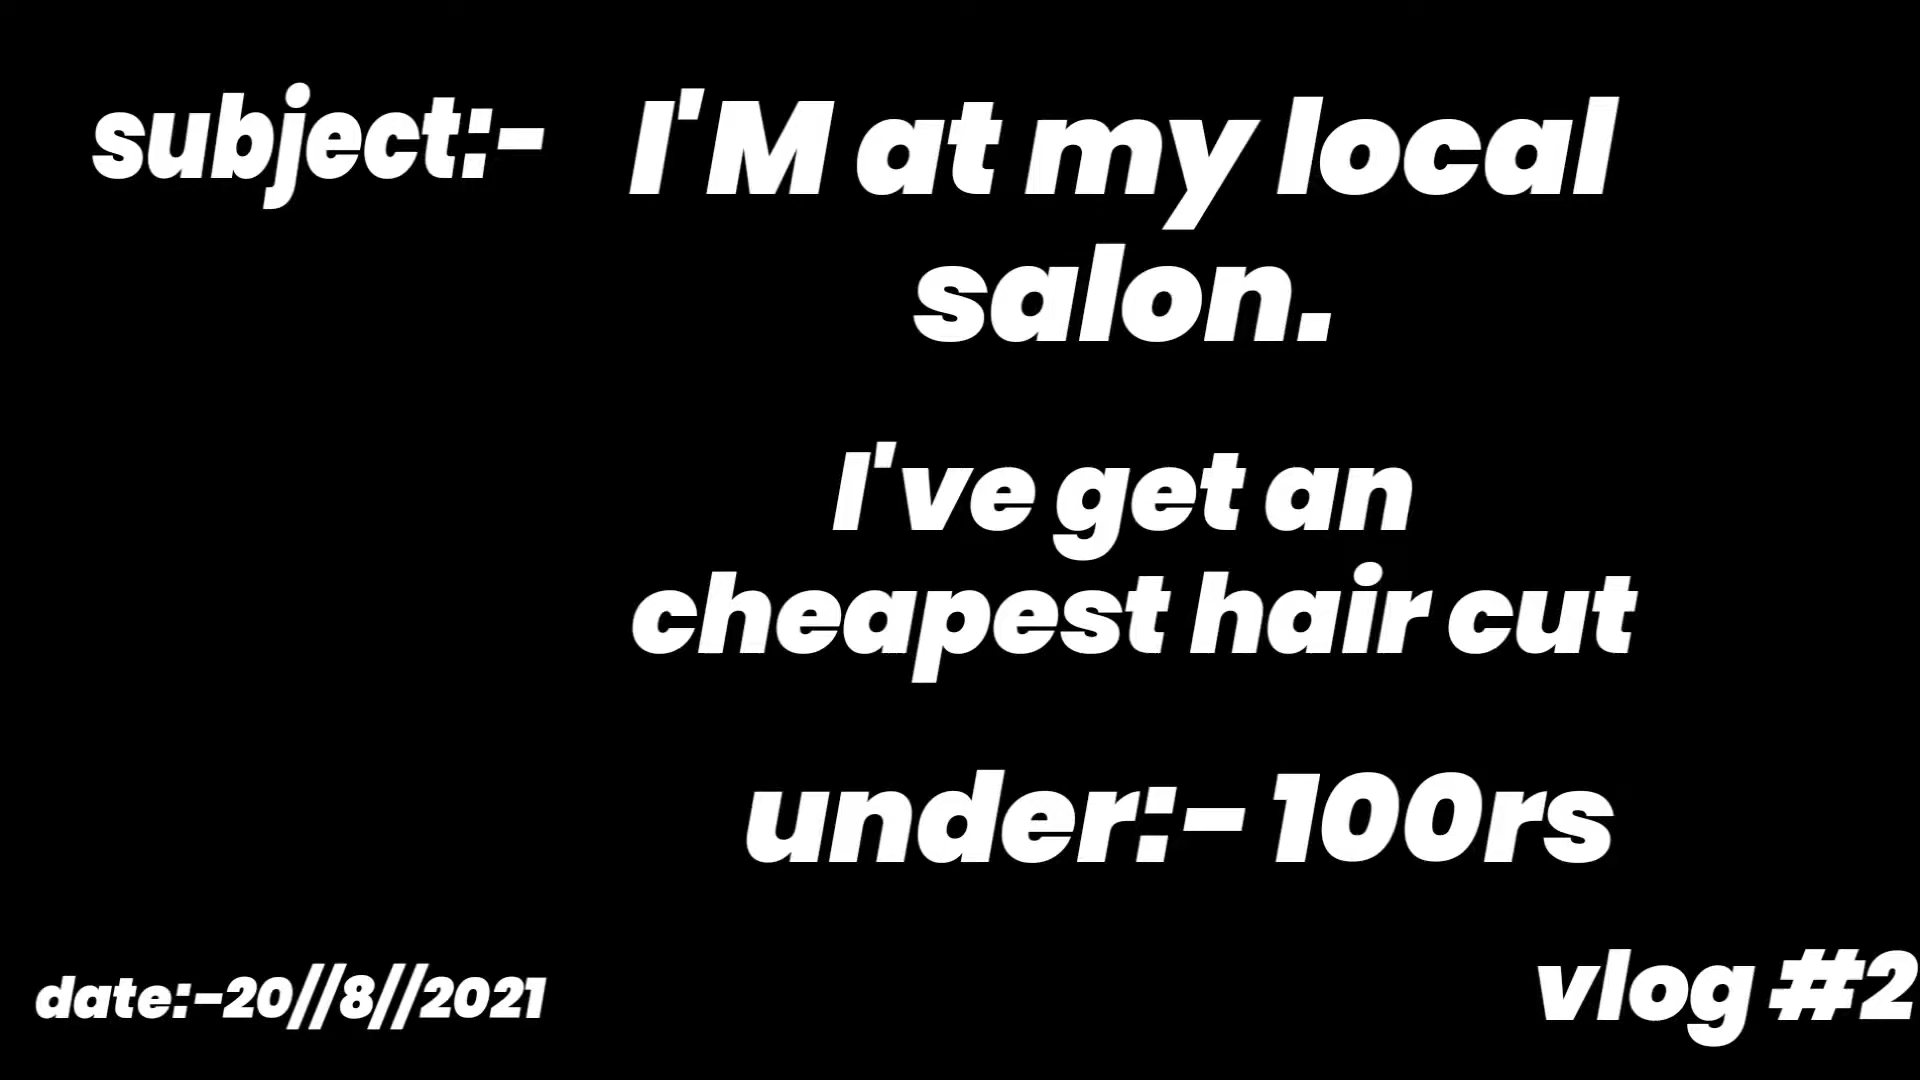 subject:- I'M at my local
salon.
I've get an
cheapest hair cut
under:- 100rs
date:-20//8//2021
vlog #2